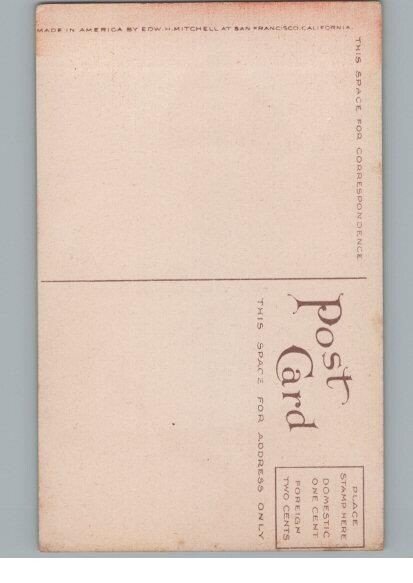 MADE IN AMERICA BY EDW. H. MITCHELL AT SAN FRANCISCO, CALIFORNIA.
THIS SPACE FOR CORRESPONDENCE
Post
Card
THIS SPACE FOR ADDRESS ONLY
PLACE
STAMP HERE
DOMESTIC
ONE CENT
FOREIGN
TWO CENTS